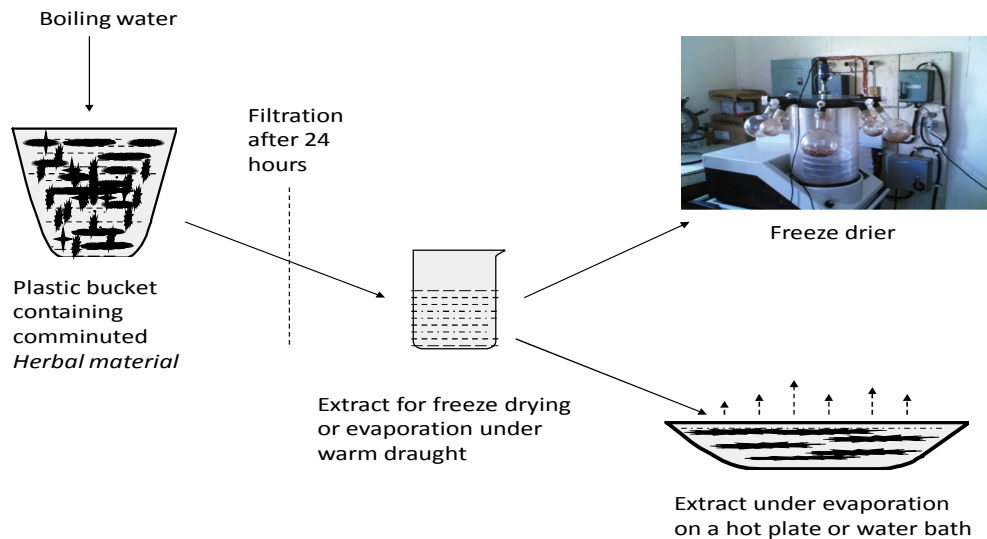 Boiling water
Filtration
after 24
hours
Plastic bucket
containing
comminuted
Herbal material
Extract for freeze drying
or evaporation under
warm draught
Freeze drier
Extract under evaporation
on a hot plate or water bath